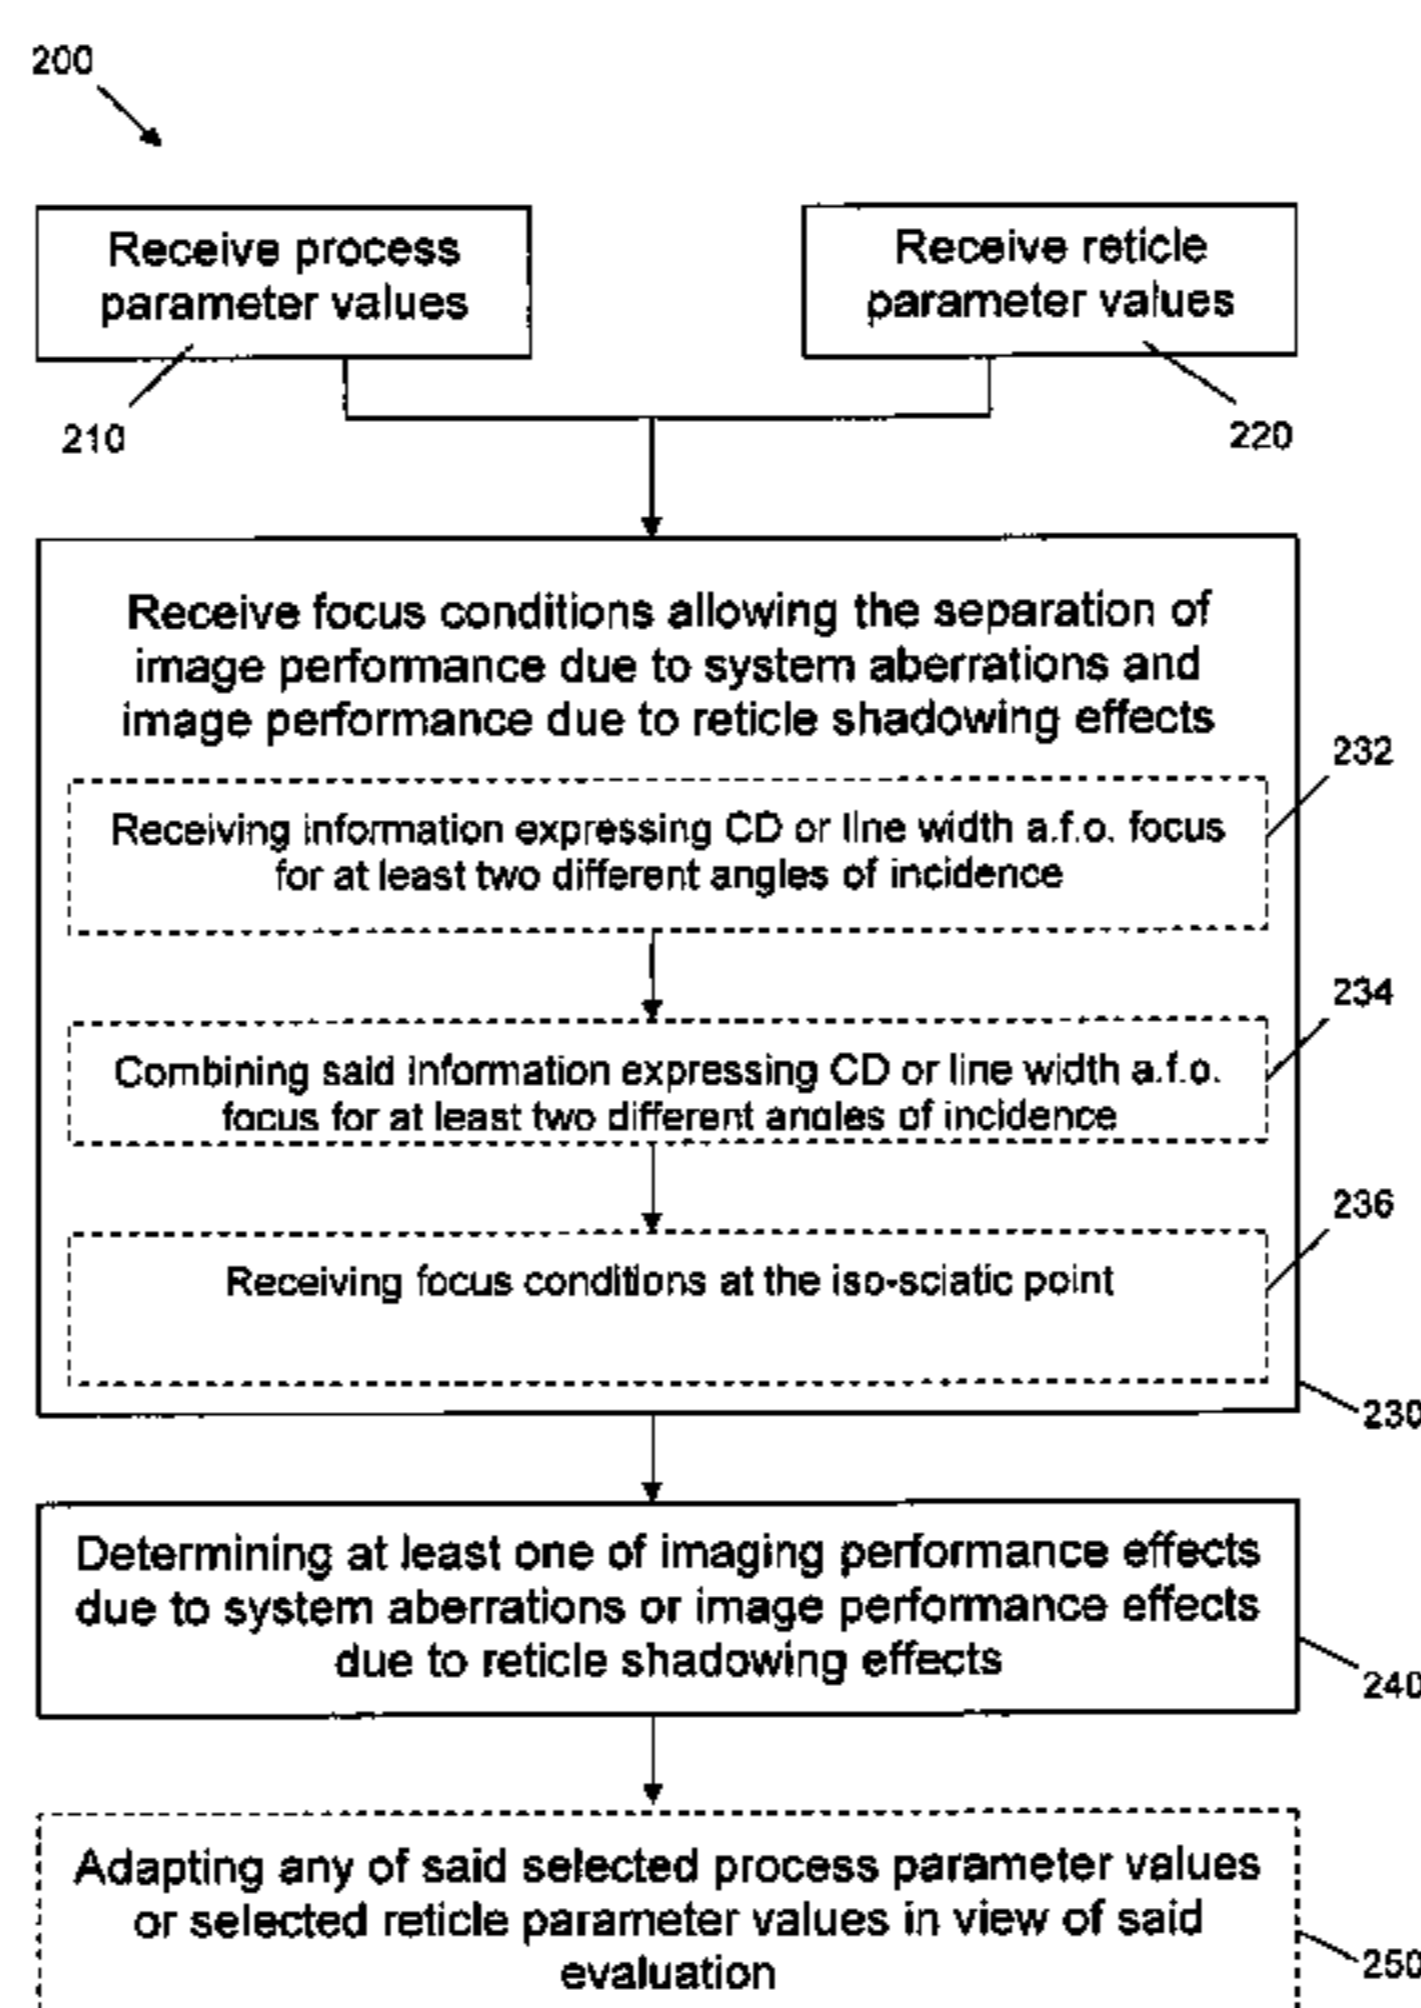 200
Receive process
parameter values
210
Receive reticle
parameter values
220
Receive focus conditions allowing the separation of
image performance due to system aberrations and
image performance due to reticle shadowing effects
232
Receiving information expressing CD or line width a.f.o. focus
for at least two different angles of incidence
234
Combining said information expressing CD or line width a.f.o.
focus for at least two different angles of incidence
236
Receiving focus conditions at the iso-sciatic point
230
Determining at least one of imaging performance effects
due to system aberrations or image performance effects
due to reticle shadowing effects
240
Adapting any of said selected process parameter values
or selected reticle parameter values in view of said
evaluation
250